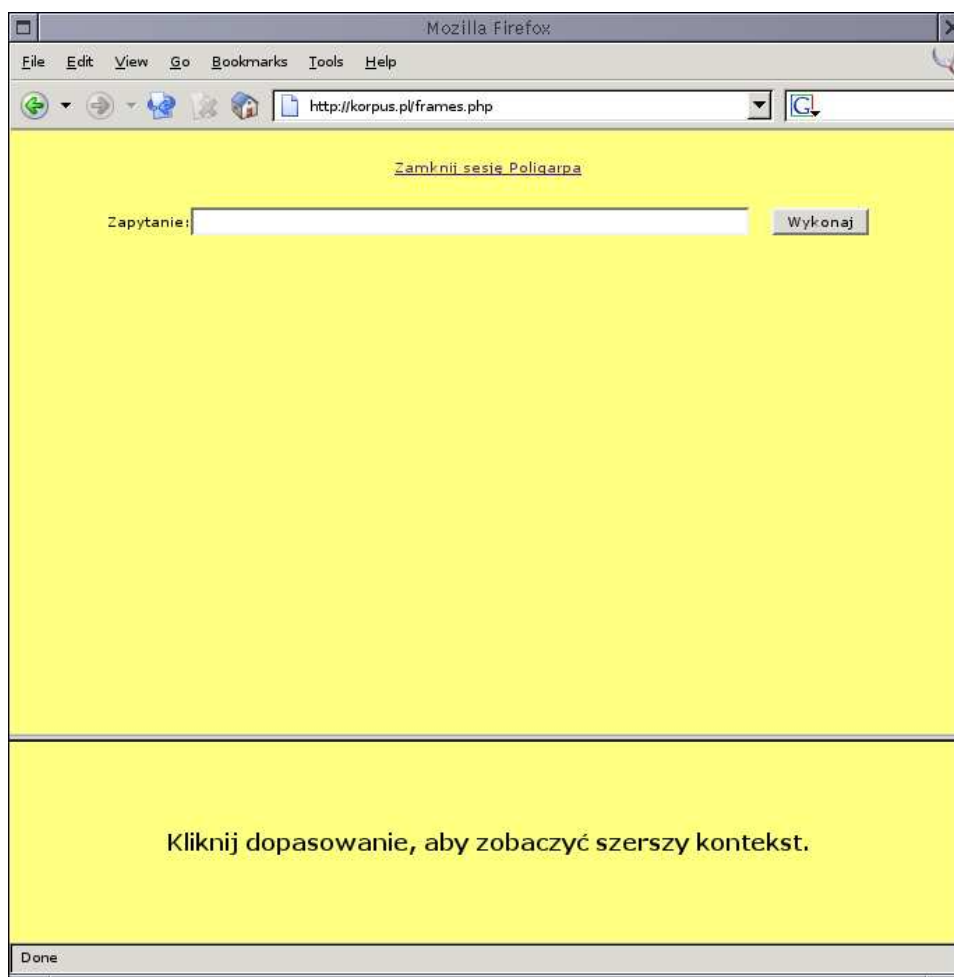 Mozilla Firefox
File Edit View Go Bookmarks Tools Help
http://korpus.pl/frames.php G
Zamknij sesję Poliqarpa
Zapytanie: Wykonaj
Kliknij dopasowanie, aby zobaczyć szerszy kontekst.
Done